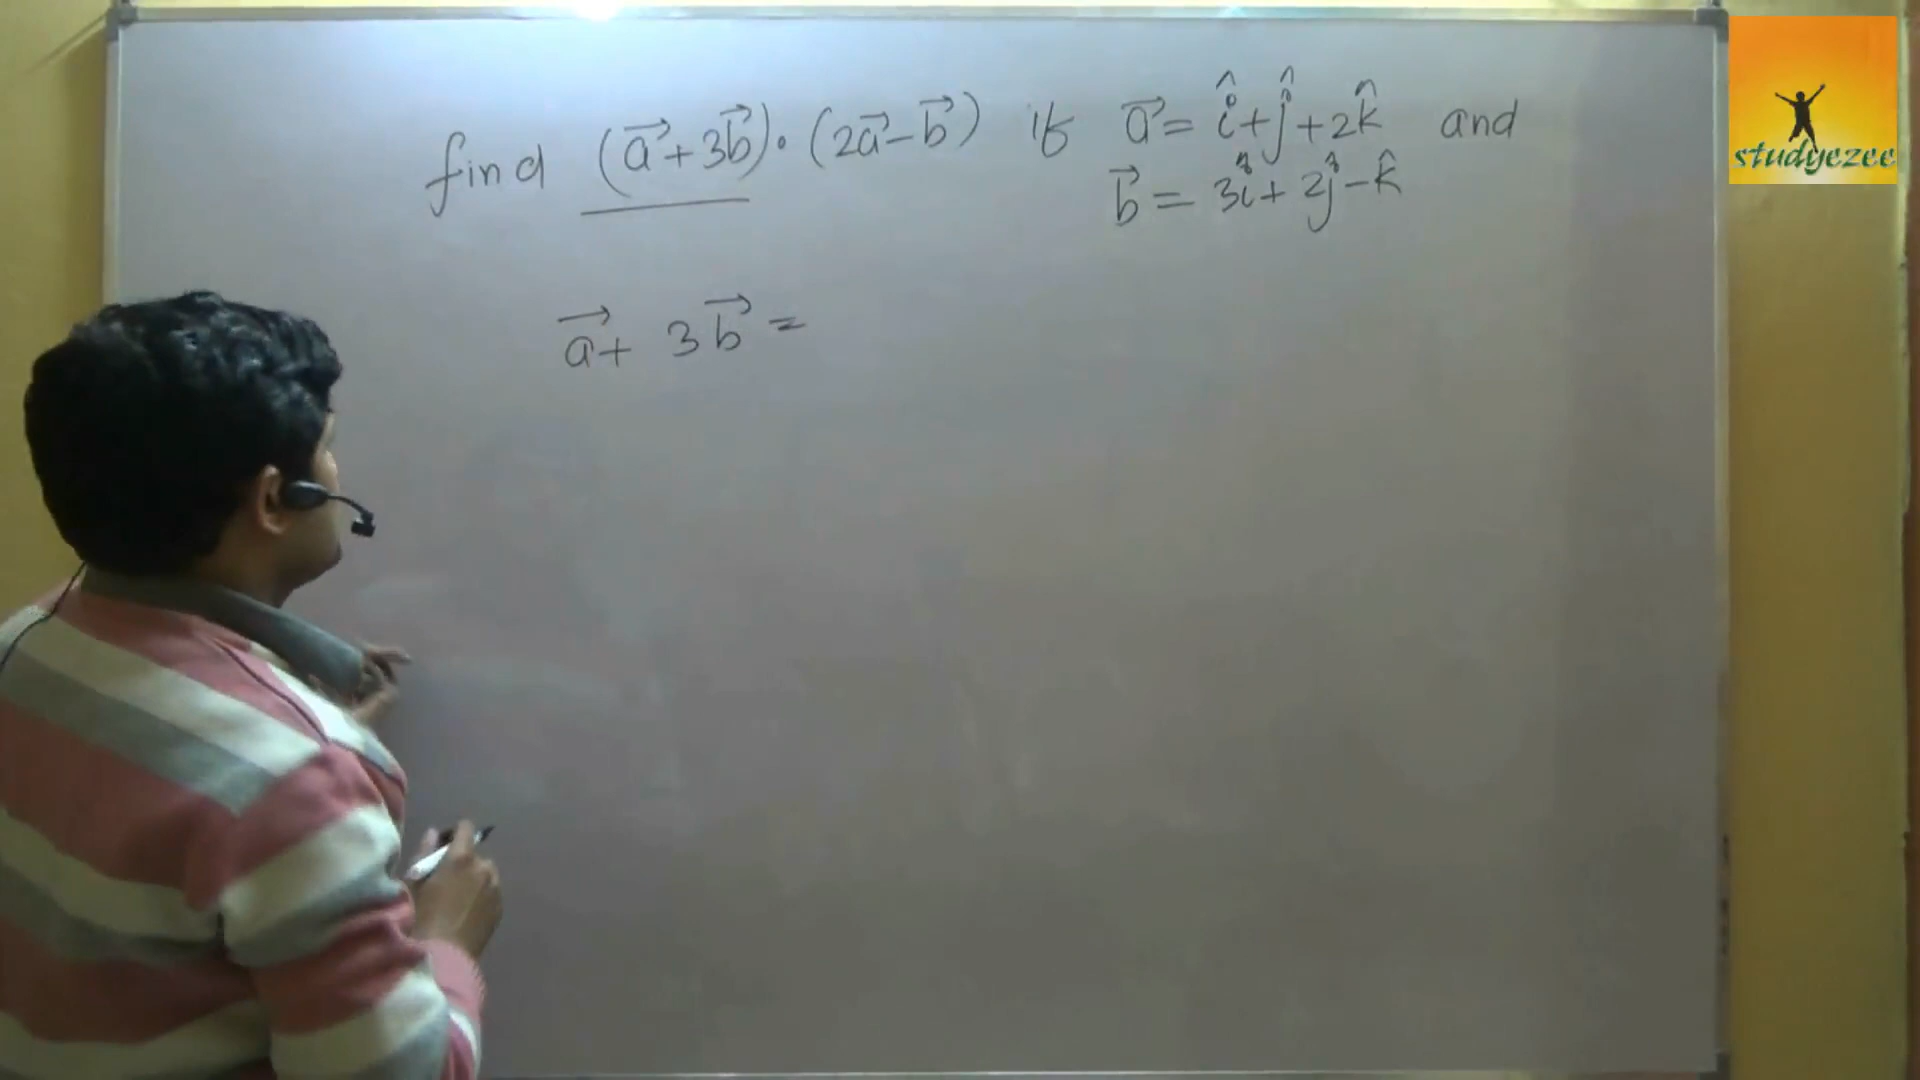 find (a⃗+3b⃗)·(2a⃗-b⃗) if a⃗= î+ĵ+2k̂ and
b⃗ = 3î+2ĵ-k̂
a⃗+ 3b⃗ =
studyezee